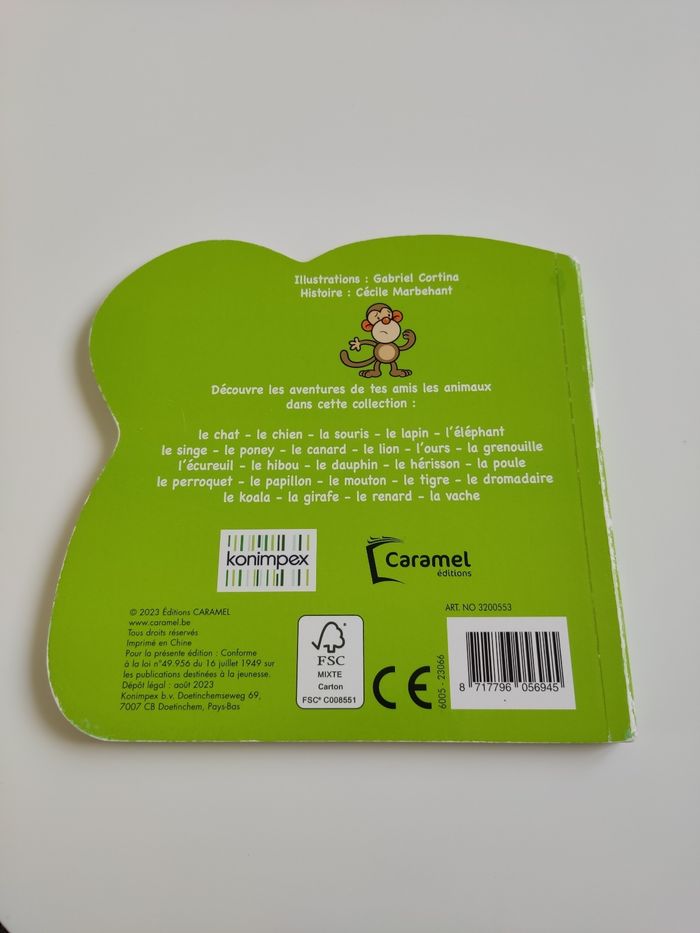 Illustrations : Gabriel Cortina
Histoire : Cécile Marbehant
Découvre les aventures de tes amis les animaux
dans cette collection :
le chat - le chien - la souris - le lapin - l'éléphant
le singe - le poney - le canard - le lion - l'ours - la grenouille
l'écureuil - le hibou - le dauphin - le hérisson - la poule
le perroquet - le papillon - le mouton - le tigre - le dromadaire
le koala - la girafe - le renard - la vache
konimpex
Caramel
éditions
© 2023 Éditions CARAMEL
www.caramel.be
Tous droits réservés
Imprimé en Chine
Pour la présente édition : Conforme
à la loi n°49.956 du 16 juillet 1949 sur
les publications destinées à la jeunesse.
Dépôt légal : août 2023
Konimpex b.v. Doetinchemseweg 69,
7007 CB Doetinchem, Pays-Bas
FSC
MIXTE
Carton
FSC® C008551
CE
6005 - 23066
ART. NO 3200553
8 717796 056945